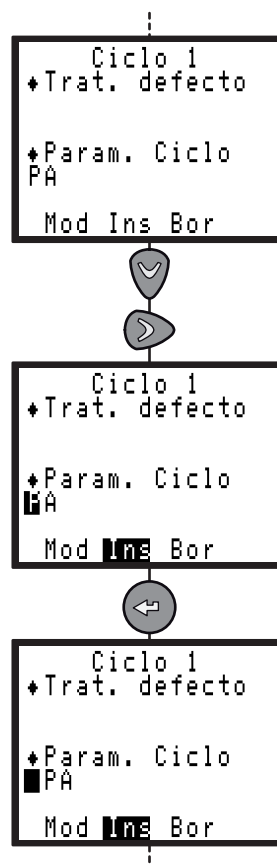 Ciclo 1
♦Trat. defecto
♦Param. Ciclo
PA
Mod Ins Bor
Ciclo 1
♦Trat. defecto
♦Param. Ciclo
PA
Mod Ins Bor
Ciclo 1
♦Trat. defecto
♦Param. Ciclo
PA
Mod Ins Bor